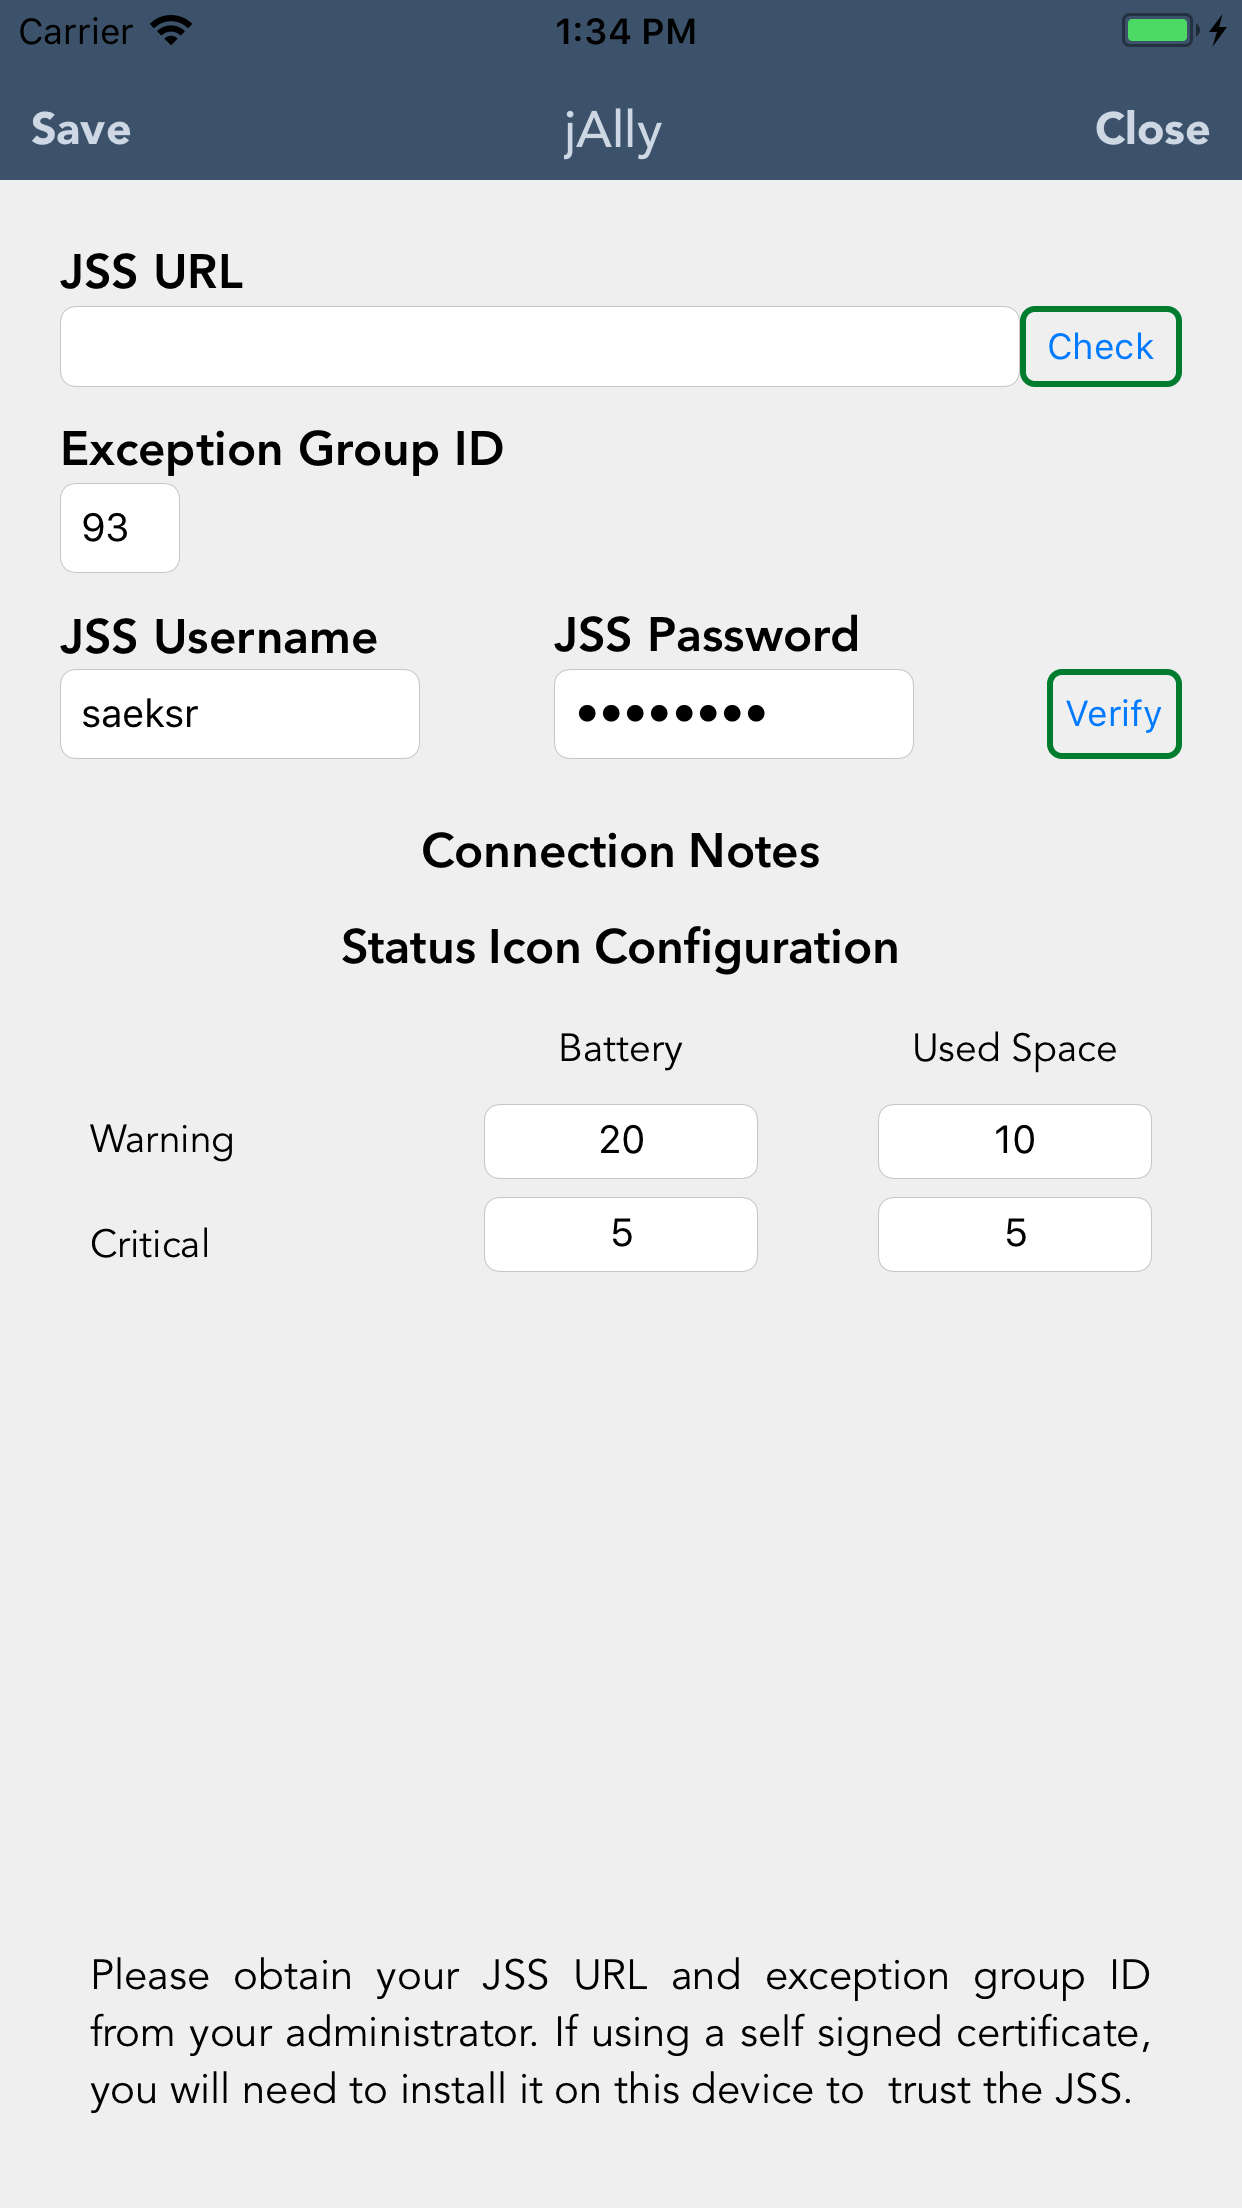 Carrier 1:34 PM
Save jAlly Close
JSS URL
Check
Exception Group ID
93
JSS Username JSS Password
saeksr ●●●●●●●● Verify
Connection Notes
Status Icon Configuration
Battery Used Space
Warning 20 10
Critical 5 5
Please obtain your JSS URL and exception group ID
from your administrator. If using a self signed certificate,
you will need to install it on this device to  trust the JSS.